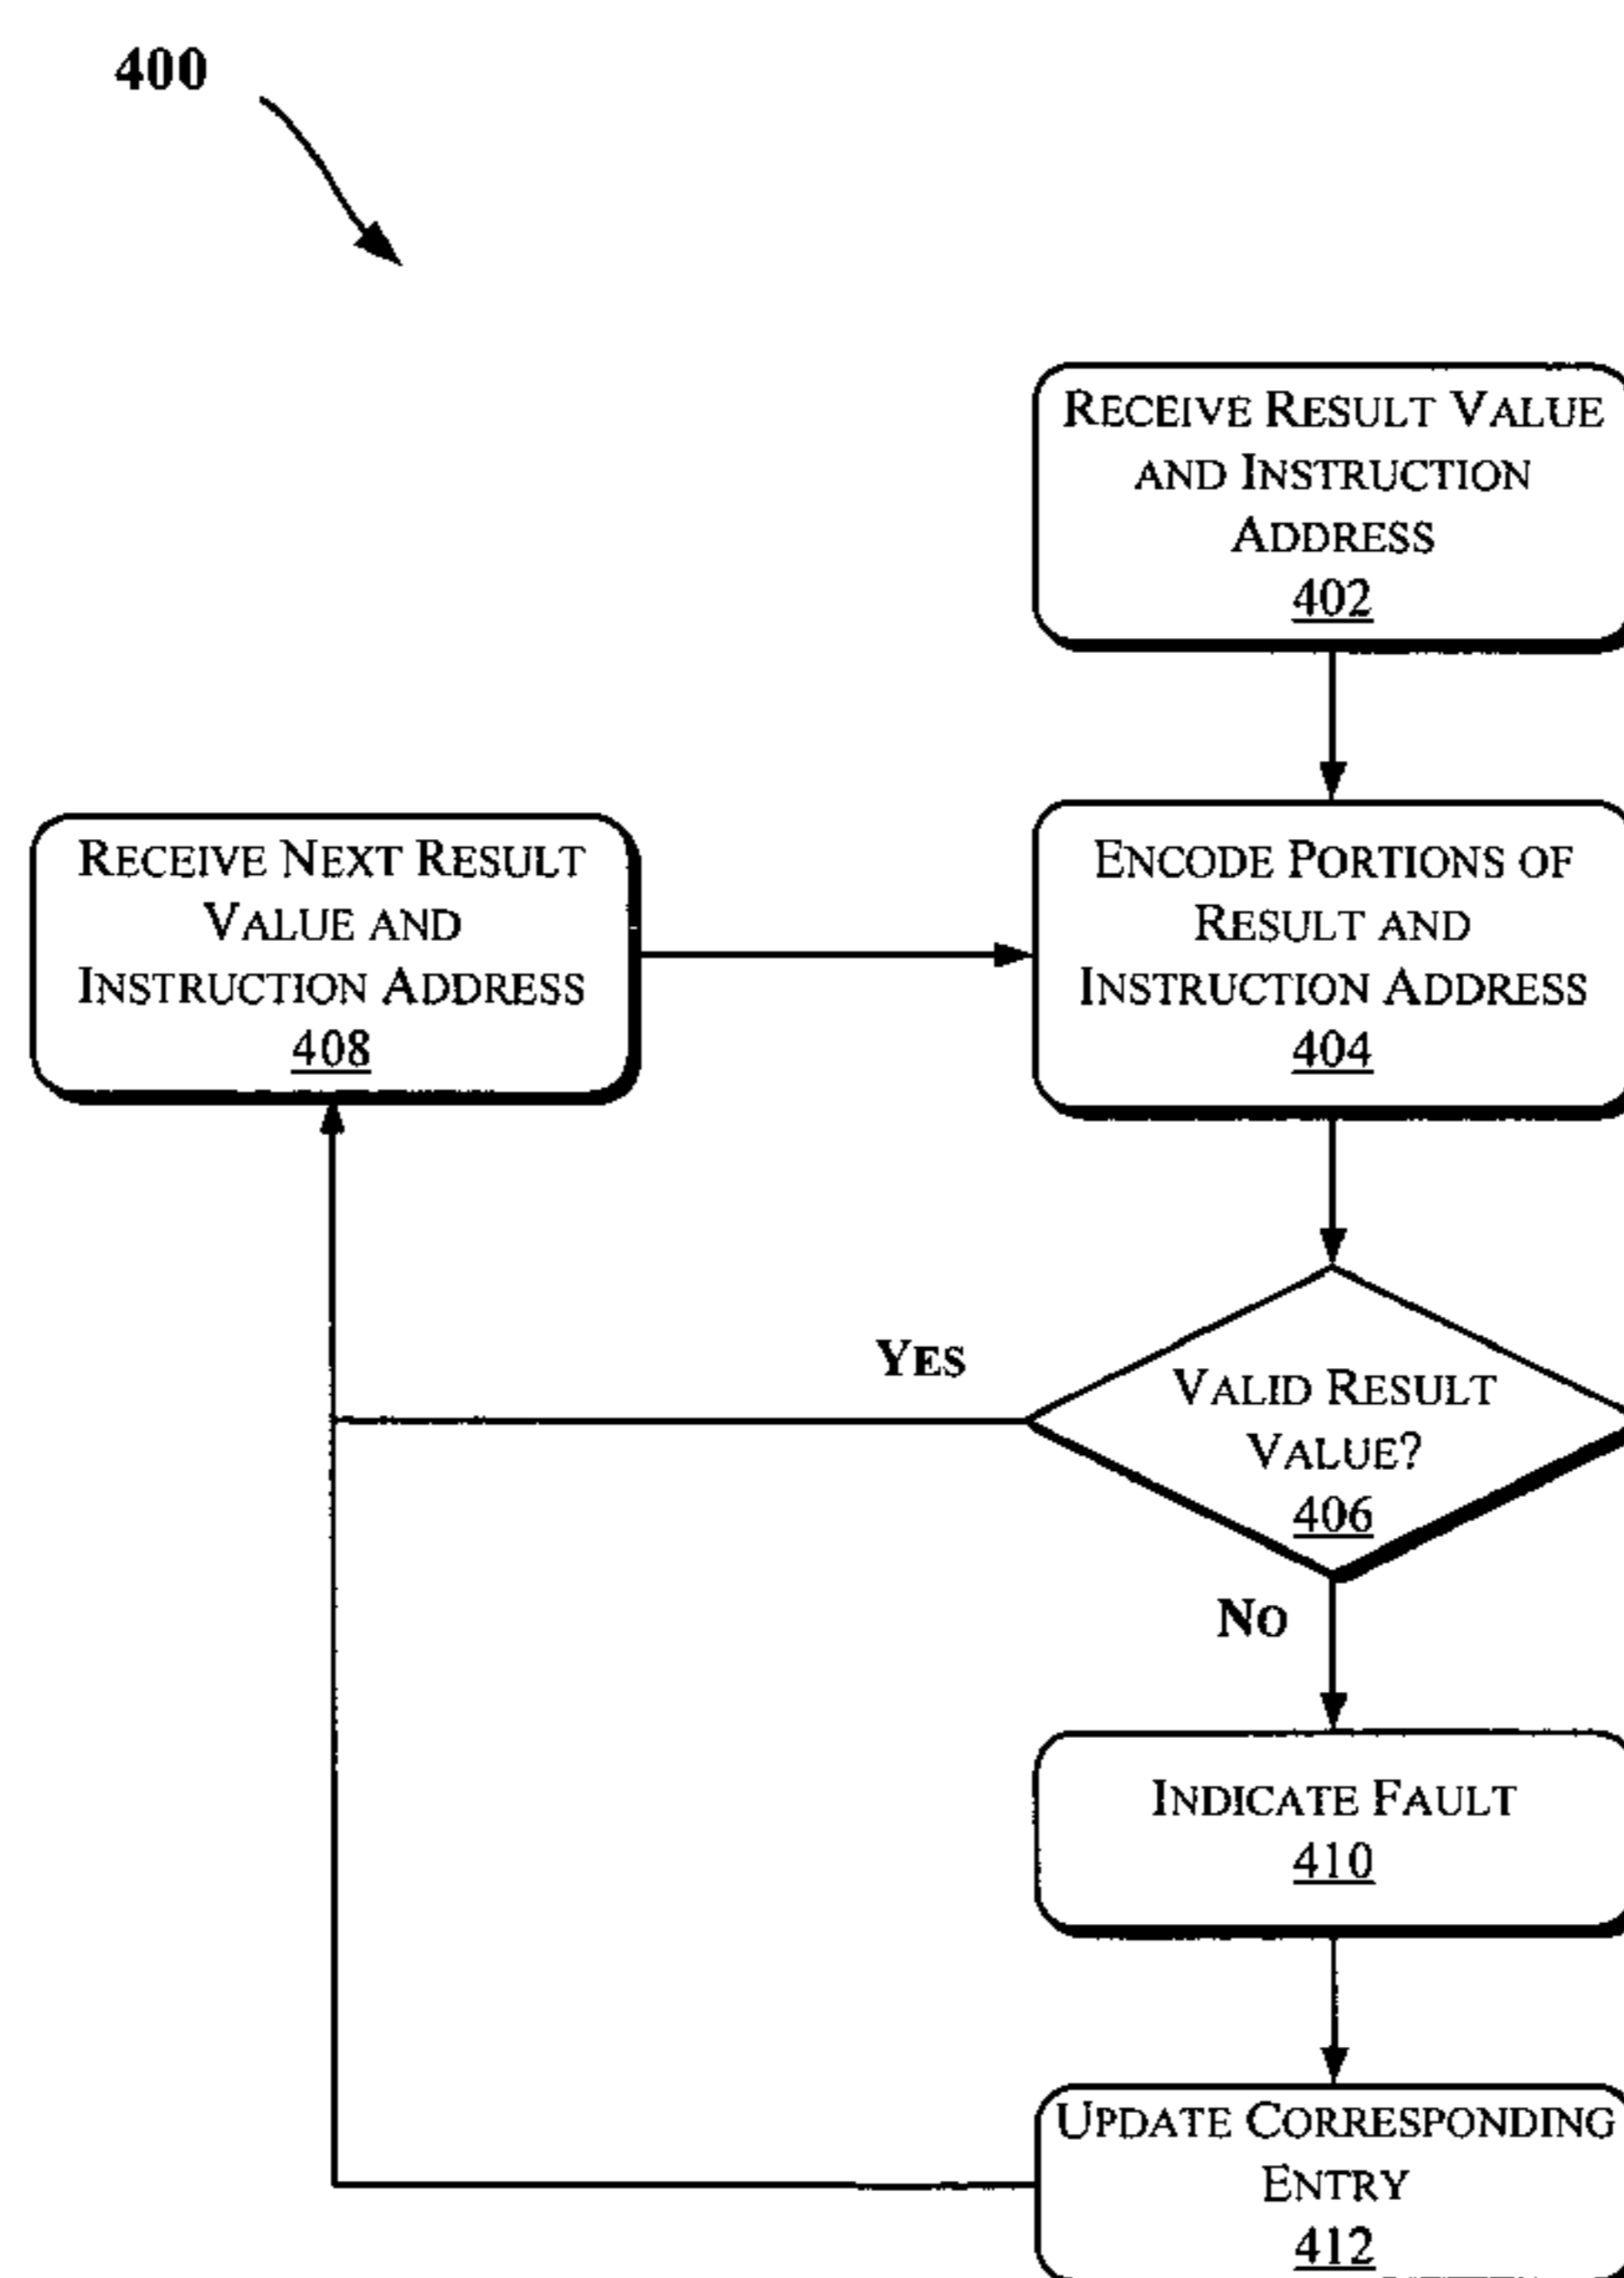 400
RECEIVE RESULT VALUE
AND INSTRUCTION
ADDRESS
402
RECEIVE NEXT RESULT
VALUE AND
INSTRUCTION ADDRESS
408
ENCODE PORTIONS OF
RESULT AND
INSTRUCTION ADDRESS
404
YES
VALID RESULT
VALUE?
406
NO
INDICATE FAULT
410
UPDATE CORRESPONDING
ENTRY
412